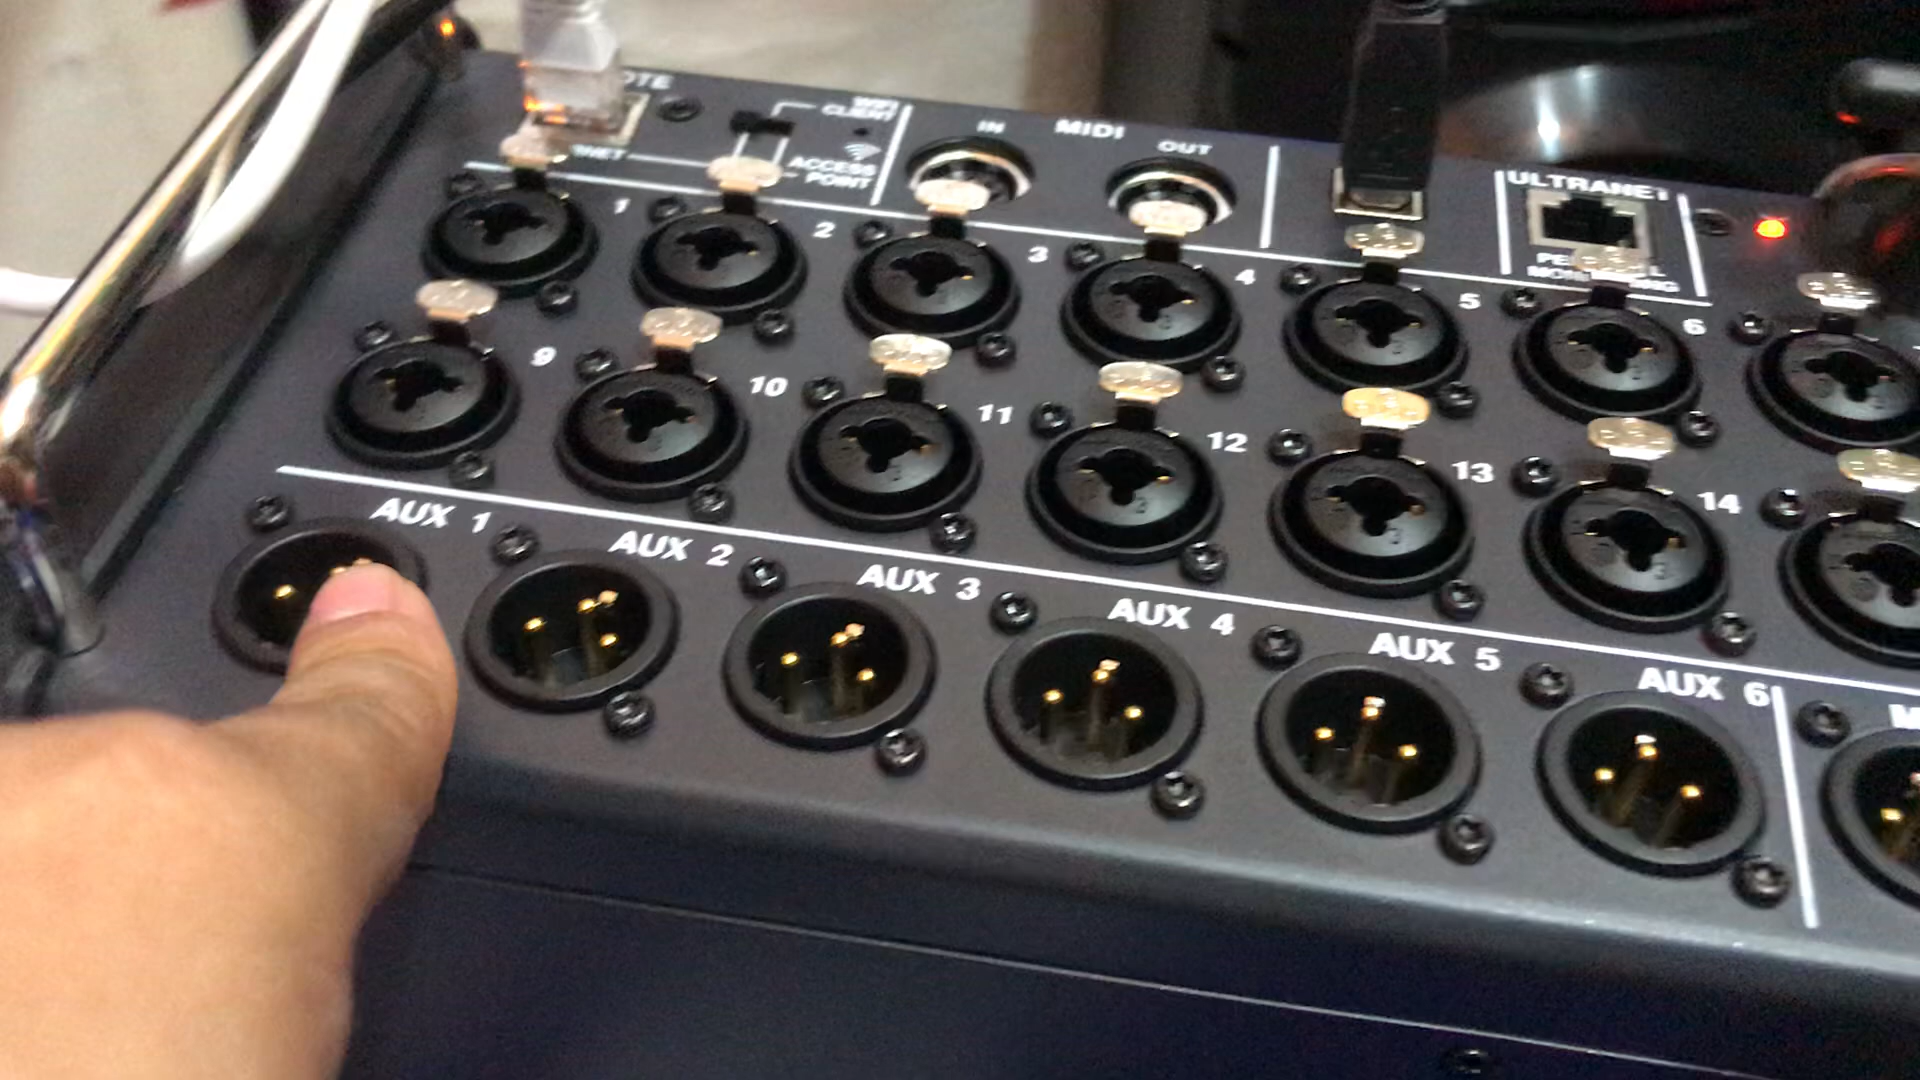 WIFI
CLIENT
ACCESS
POINT
IN MIDI OUT
1 2 3 4 5 6
9 10 11 12 13 14
AUX 1 AUX 2 AUX 3 AUX 4 AUX 5 AUX 6